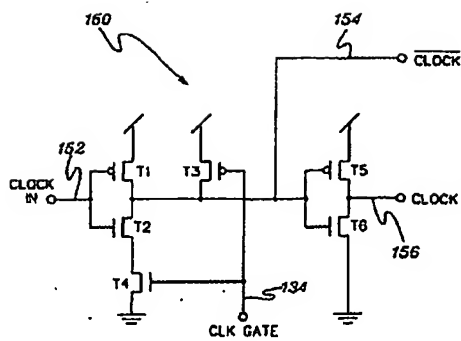 160
154
CLOCK
152
CLOCK
IN
T1
T3
T5
CLOCK
T2
T6
156
T4
134
CLK GATE